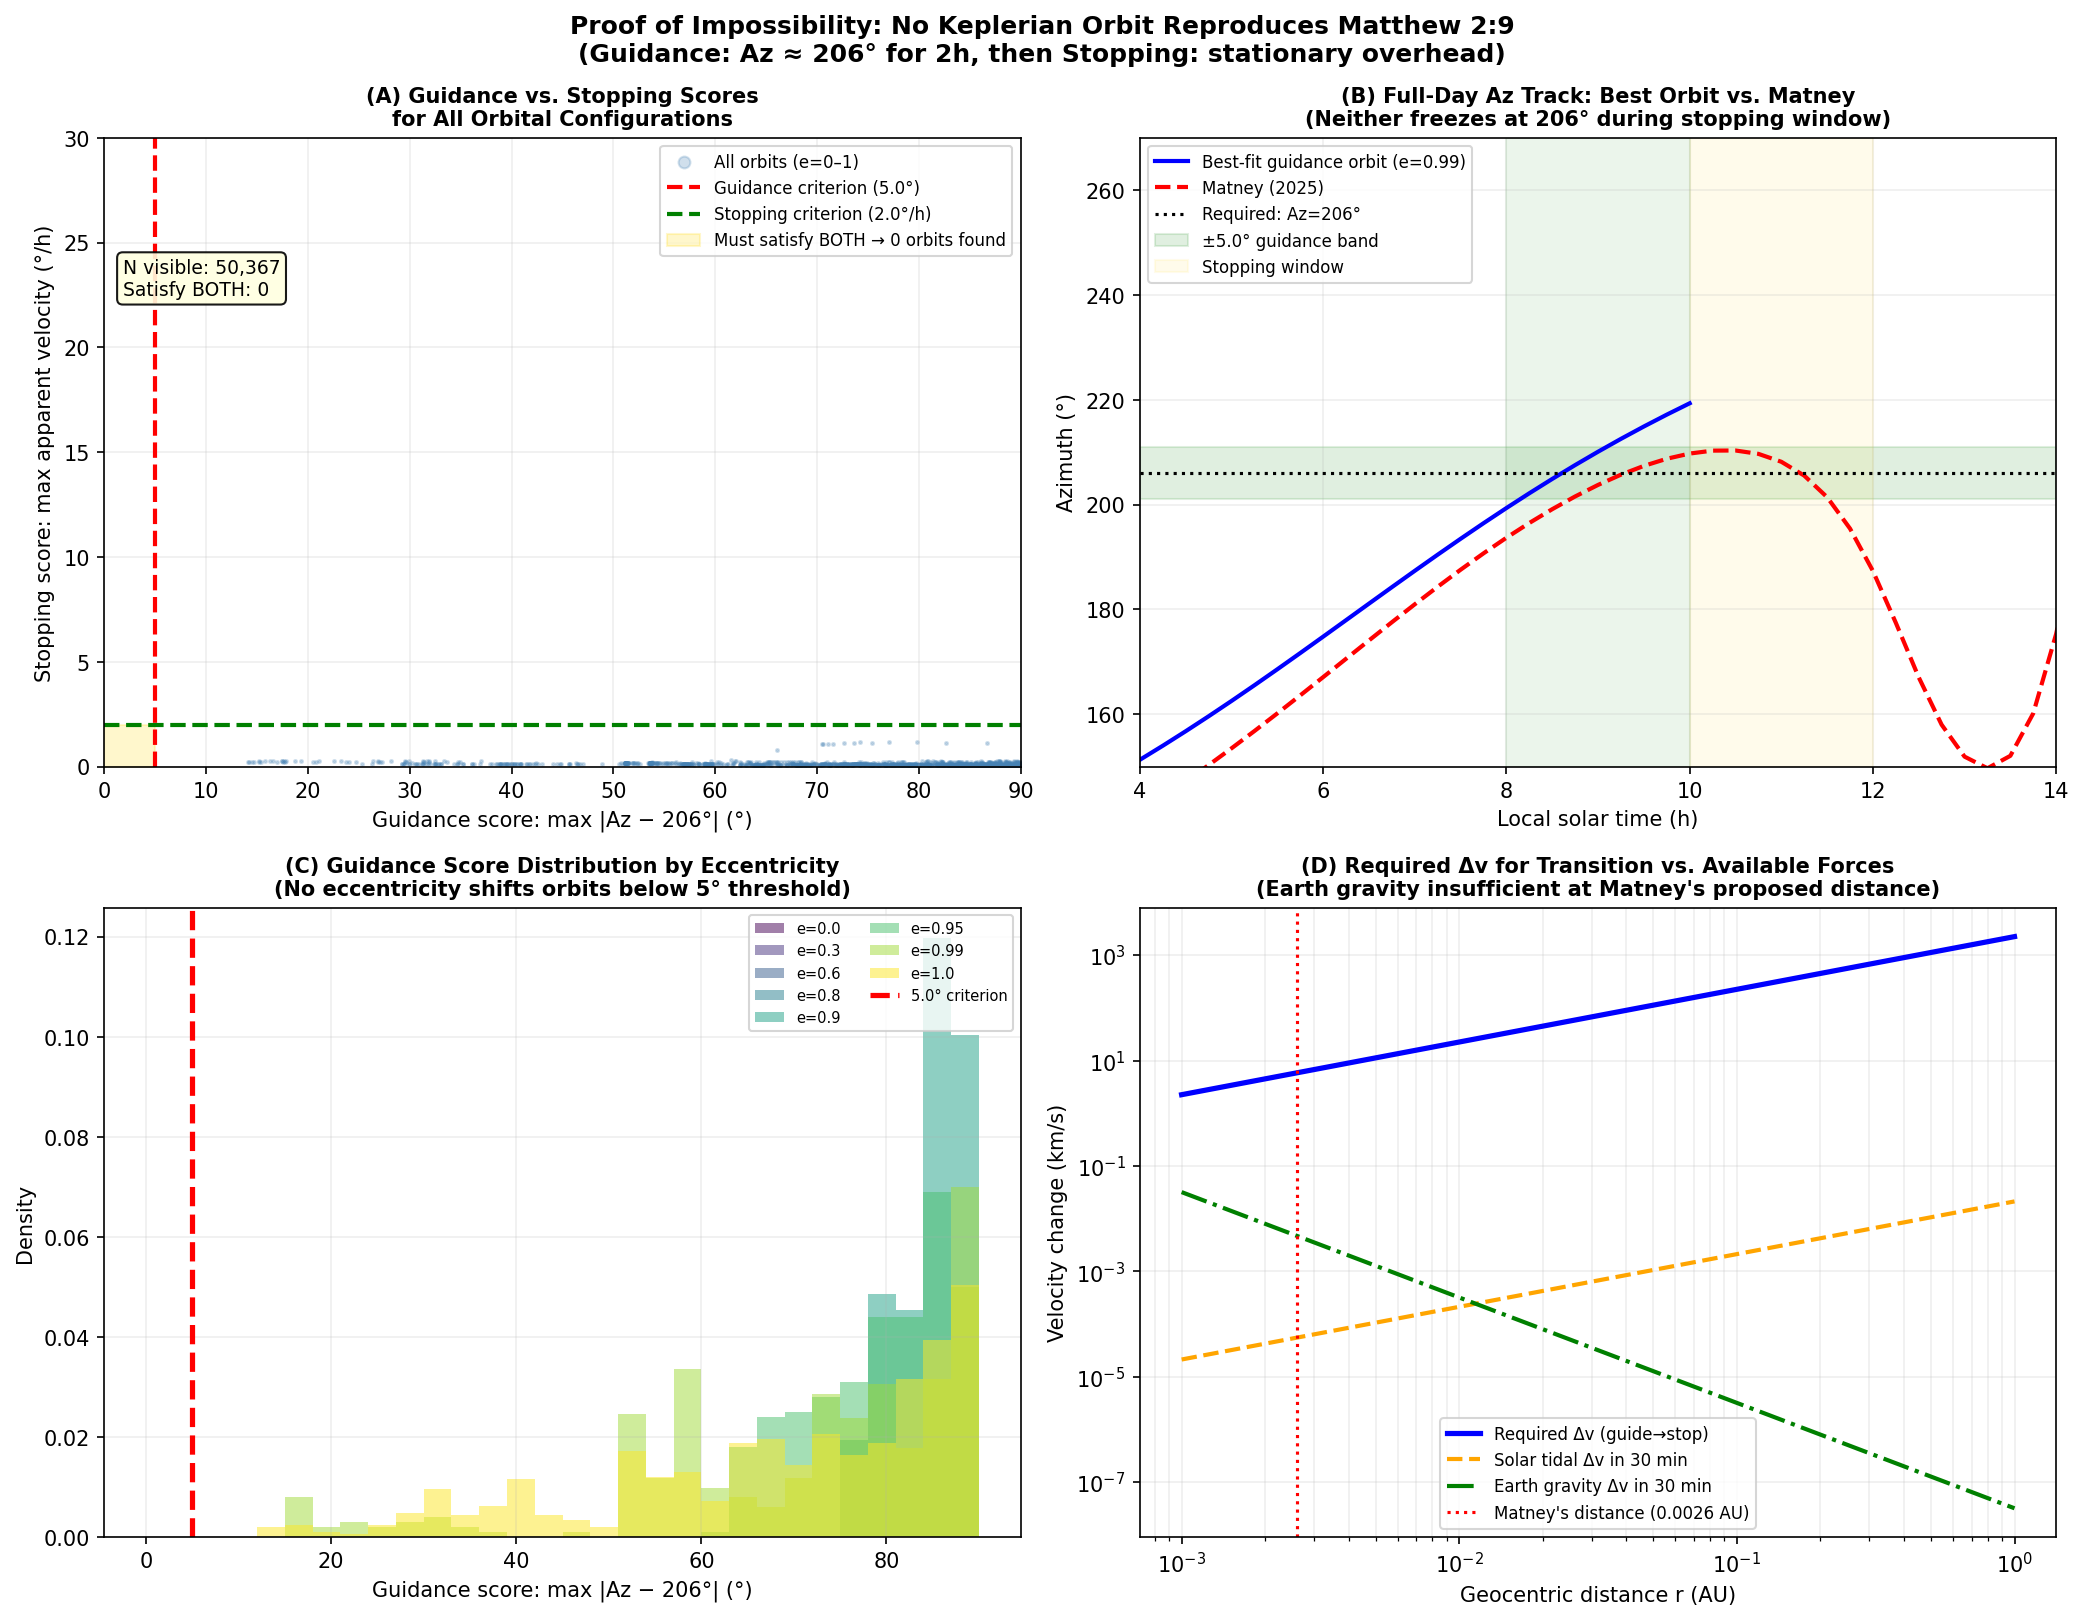 Proof of Impossibility: No Keplerian Orbit Reproduces Matthew 2:9
(Guidance: Az ≈ 206° for 2h, then Stopping: stationary overhead)
(A) Guidance vs. Stopping Scores
for All Orbital Configurations
30
25
20
15
10
5
0
Stopping score: max apparent velocity (°/h)
All orbits (e=0–1)
Guidance criterion (5.0°)
Stopping criterion (2.0°/h)
Must satisfy BOTH → 0 orbits found
N visible: 50,367
Satisfy BOTH: 0
0 10 20 30 40 50 60 70 80 90
Guidance score: max |Az − 206°| (°)
(B) Full-Day Az Track: Best Orbit vs. Matney
(Neither freezes at 206° during stopping window)
260
240
220
200
180
160
Azimuth (°)
Best-fit guidance orbit (e=0.99)
Matney (2025)
Required: Az=206°
±5.0° guidance band
Stopping window
4 6 8 10 12 14
Local solar time (h)
(C) Guidance Score Distribution by Eccentricity
(No eccentricity shifts orbits below 5° threshold)
0.12
0.10
0.08
0.06
0.04
0.02
0.00
Density
e=0.0
e=0.3
e=0.6
e=0.8
e=0.9
e=0.95
e=0.99
e=1.0
5.0° criterion
0 20 40 60 80
Guidance score: max |Az − 206°| (°)
(D) Required Δv for Transition vs. Available Forces
(Earth gravity insufficient at Matney's proposed distance)
10³
10¹
10⁻¹
10⁻³
10⁻⁵
10⁻⁷
Velocity change (km/s)
Required Δv (guide→stop)
Solar tidal Δv in 30 min
Earth gravity Δv in 30 min
Matney's distance (0.0026 AU)
10⁻³ 10⁻² 10⁻¹ 10⁰
Geocentric distance r (AU)